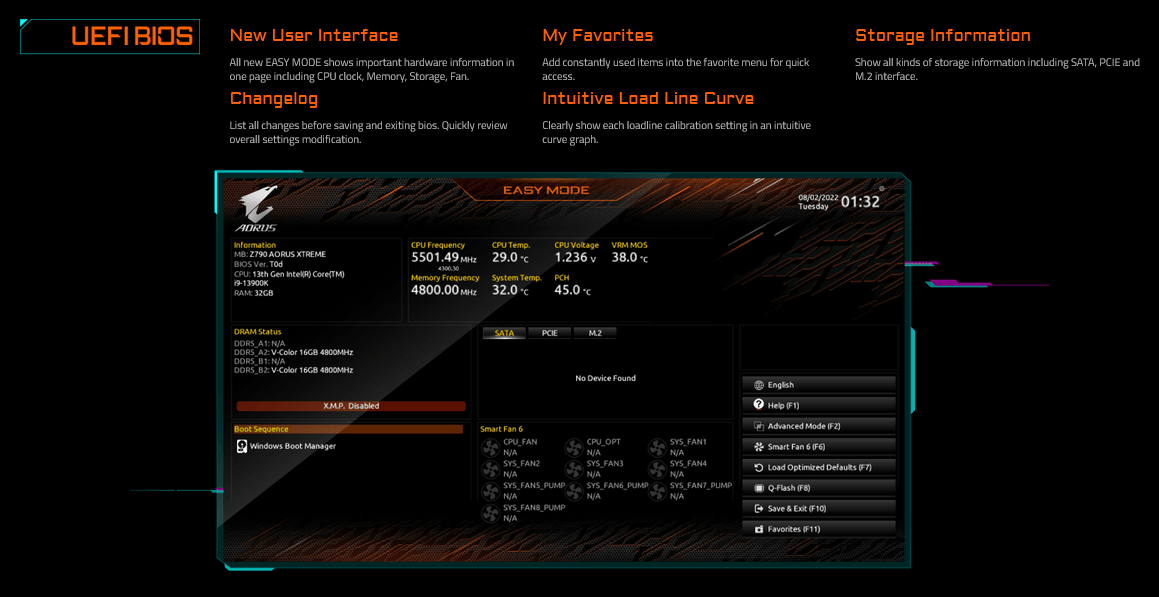 UEFI BIOS
New User Interface
All new EASY MODE shows important hardware information in
one page including CPU clock, Memory, Storage, Fan.
My Favorites
Add constantly used items into the favorite menu for quick
access.
Storage Information
Show all kinds of storage information including SATA, PCIE and
M.2 interface.
Changelog
List all changes before saving and exiting bios. Quickly review
overall settings modification.
Intuitive Load Line Curve
Clearly show each loadline calibration setting in an intuitive
curve graph.
AORUS
EASY MODE
08/02/2022
Tuesday
01:32
Information
MB: Z790 AORUS XTREME
BIOS Ver. T0d
CPU: 13th Gen Intel(R) Core(TM)
i9-13900K
RAM: 32GB
CPU Frequency
5501.49 MHz
4300.30
CPU Temp.
29.0 °C
CPU Voltage
1.236 V
VRM MOS
38.0 °C
Memory Frequency
4800.00 MHz
System Temp.
32.0 °C
PCH
45.0 °C
DRAM Status
DDR5_A1: N/A
DDR5_A2: V-Color 16GB 4800MHz
DDR5_B1: N/A
DDR5_B2: V-Color 16GB 4800MHz
X.M.P. Disabled
SATA
PCIE
M.2
No Device Found
Boot Sequence
Windows Boot Manager
Smart Fan 6
CPU_FAN
N/A
CPU_OPT
N/A
SYS_FAN1
N/A
SYS_FAN2
N/A
SYS_FAN3
N/A
SYS_FAN4
N/A
SYS_FAN5_PUMP
N/A
SYS_FAN6_PUMP
N/A
SYS_FAN7_PUMP
N/A
SYS_FAN8_PUMP
N/A
English
Help (F1)
Advanced Mode (F2)
Smart Fan 6 (F6)
Load Optimized Defaults (F7)
Q-Flash (F8)
Save & Exit (F10)
Favorites (F11)